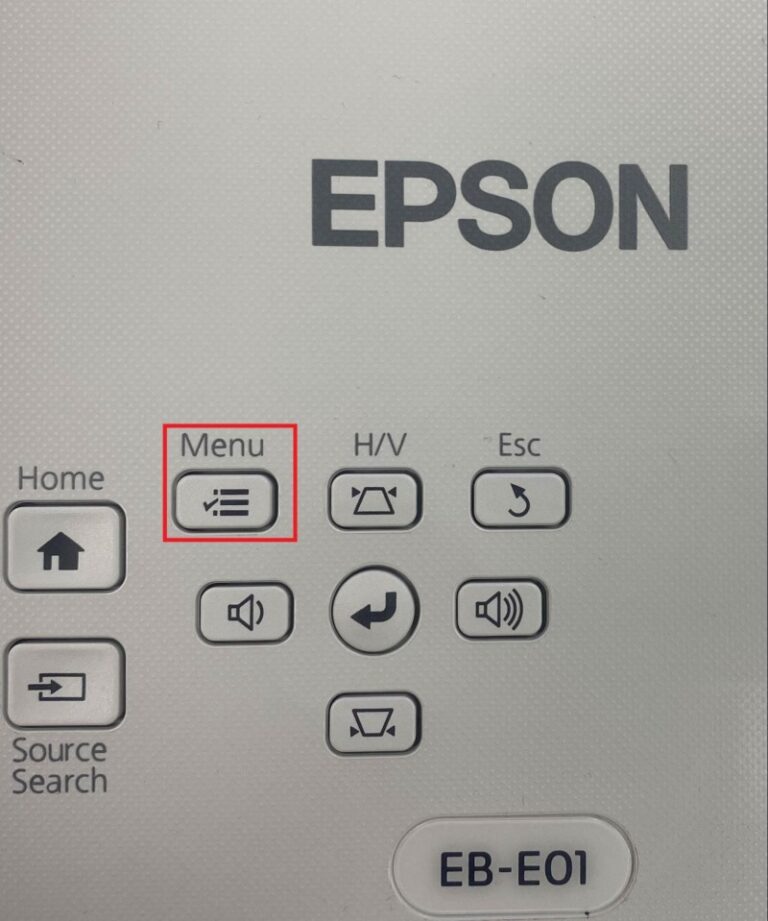 EPSON
Menu
H/V
Esc
Home
Source
Search
EB-E01